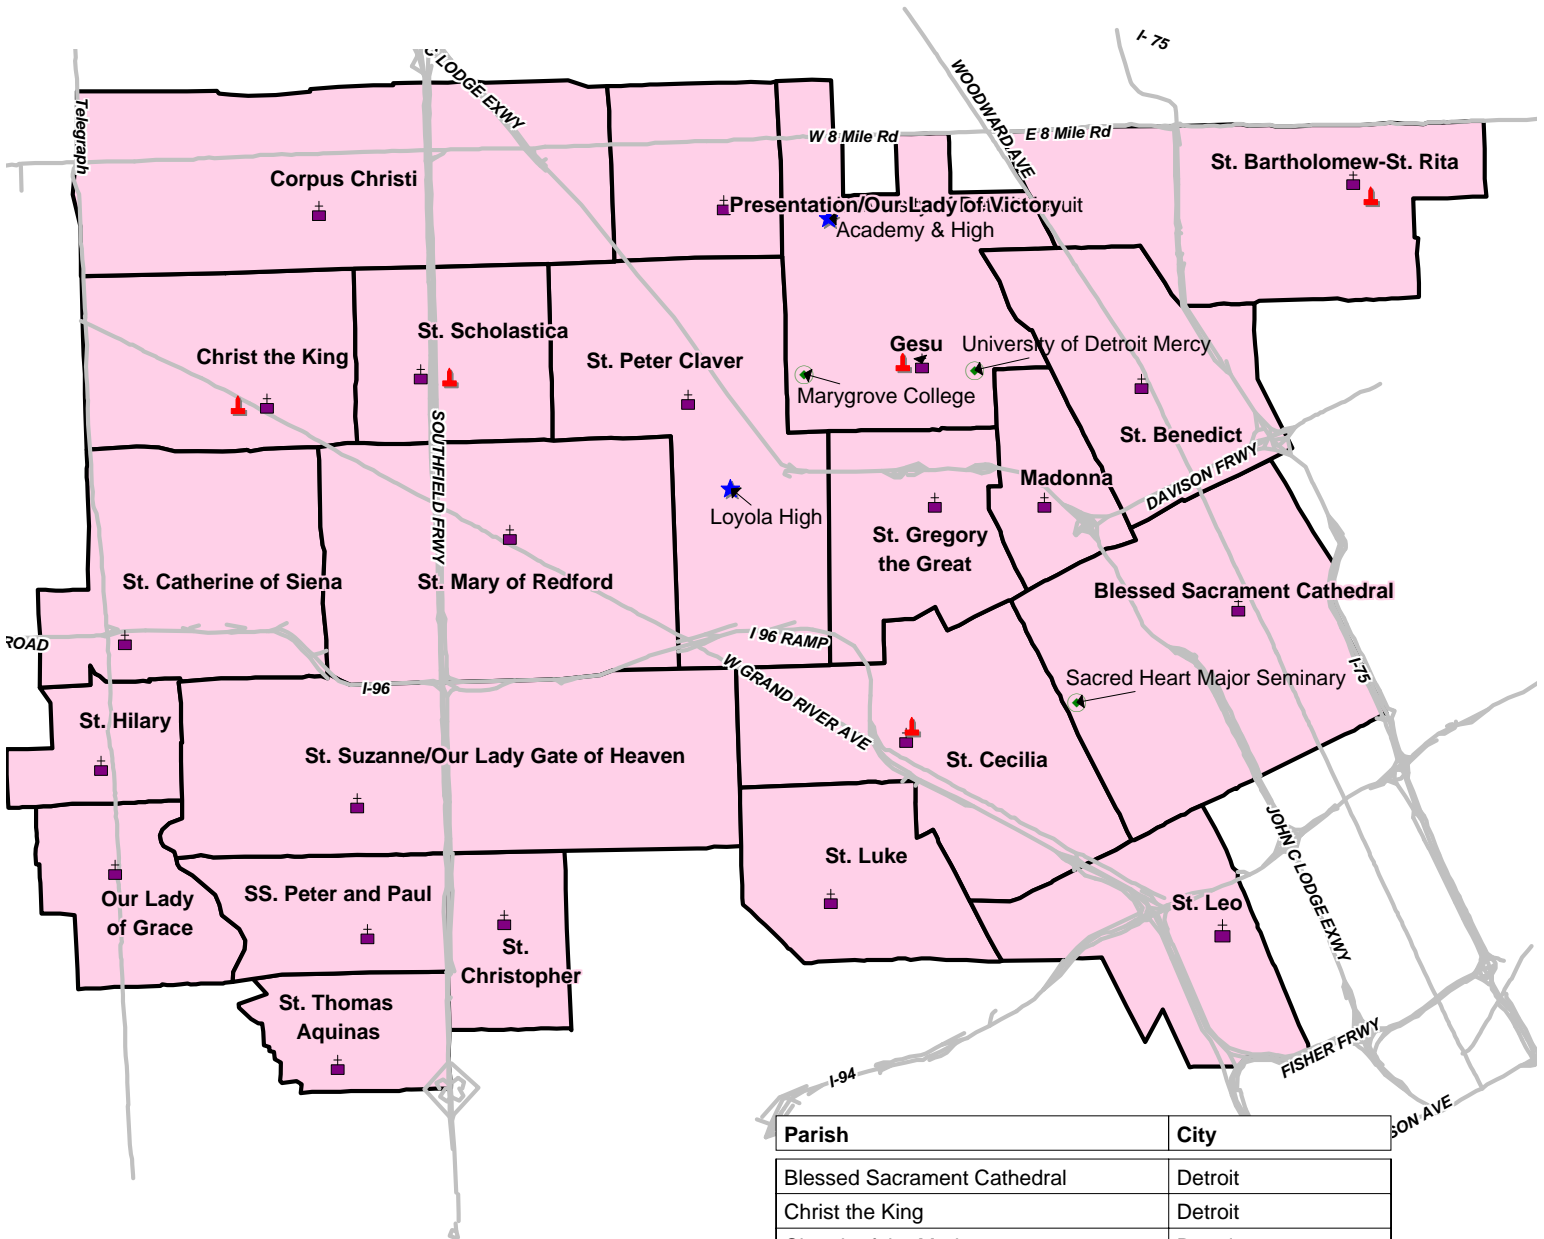 I- 75
C LODGE EXWY
WOODWARD AVE
Telegraph
W 8 Mile Rd
E 8 Mile Rd
St. Bartholomew-St. Rita
Corpus Christi
Presentation/Our Lady of Victory
Academy & High
St. Scholastica
Christ the King
St. Peter Claver
Gesu
University of Detroit Mercy
Marygrove College
SOUTHFIELD FRWY
St. Benedict
DAVISON FRWY
Madonna
Loyola High
St. Gregory
the Great
St. Catherine of Siena
St. Mary of Redford
Blessed Sacrament Cathedral
ROAD
I 96 RAMP
I-96
W GRAND RIVER AVE
I-75
Sacred Heart Major Seminary
St. Hilary
St. Suzanne/Our Lady Gate of Heaven
St. Cecilia
JOHN C LODGE EXWY
St. Luke
Our Lady
of Grace
SS. Peter and Paul
St. Leo
St.
Christopher
St. Thomas
Aquinas
FISHER FRWY
I-94
SON AVE
Parish City
Blessed Sacrament Cathedral Detroit
Christ the King Detroit